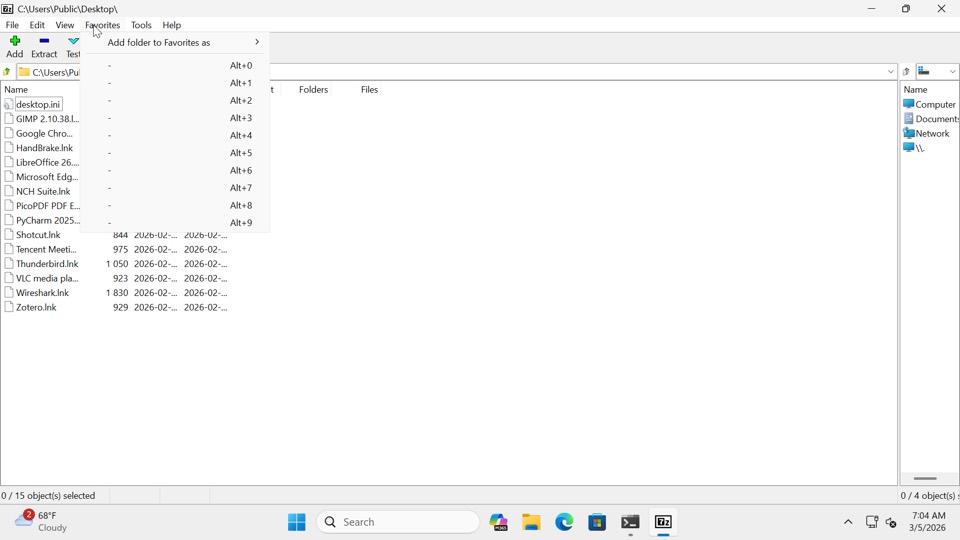 C:\Users\Public\Desktop\
File Edit View Favorites Tools Help
Add Extract Test
Add folder to Favorites as
- Alt+0
- Alt+1
- Alt+2
- Alt+3
- Alt+4
- Alt+5
- Alt+6
- Alt+7
- Alt+8
- Alt+9
Name Folders Files
desktop.ini
GIMP 2.10.38.l...
Google Chro...
HandBrake.lnk
LibreOffice 26....
Microsoft Edg...
NCH Suite.lnk
PicoPDF PDF E...
PyCharm 2025...
Shotcut.lnk 844 2026-02-... 2026-02-...
Tencent Meeti... 975 2026-02-... 2026-02-...
Thunderbird.lnk 1 050 2026-02-... 2026-02-...
VLC media pla... 923 2026-02-... 2026-02-...
Wireshark.lnk 1 830 2026-02-... 2026-02-...
Zotero.lnk 929 2026-02-... 2026-02-...
Name
Computer
Documents
Network
\\.
0 / 15 object(s) selected
0 / 4 object(s)
2
68°F
Cloudy
Search
7z
7:04 AM
3/5/2026